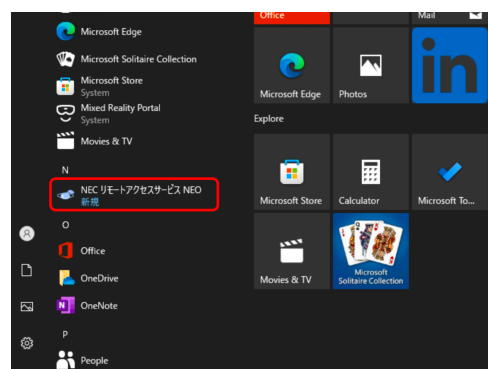 Microsoft Edge
Microsoft Solitaire Collection
Microsoft Store
System
Mixed Reality Portal
System
Movies & TV
N
NEC リモートアクセスサービス NEO
新規
O
Office
OneDrive
OneNote
P
People
Office
Mail
Microsoft Edge
Photos
in
Explore
Microsoft Store
Calculator
Microsoft To...
Movies & TV
Microsoft
Solitaire Collection